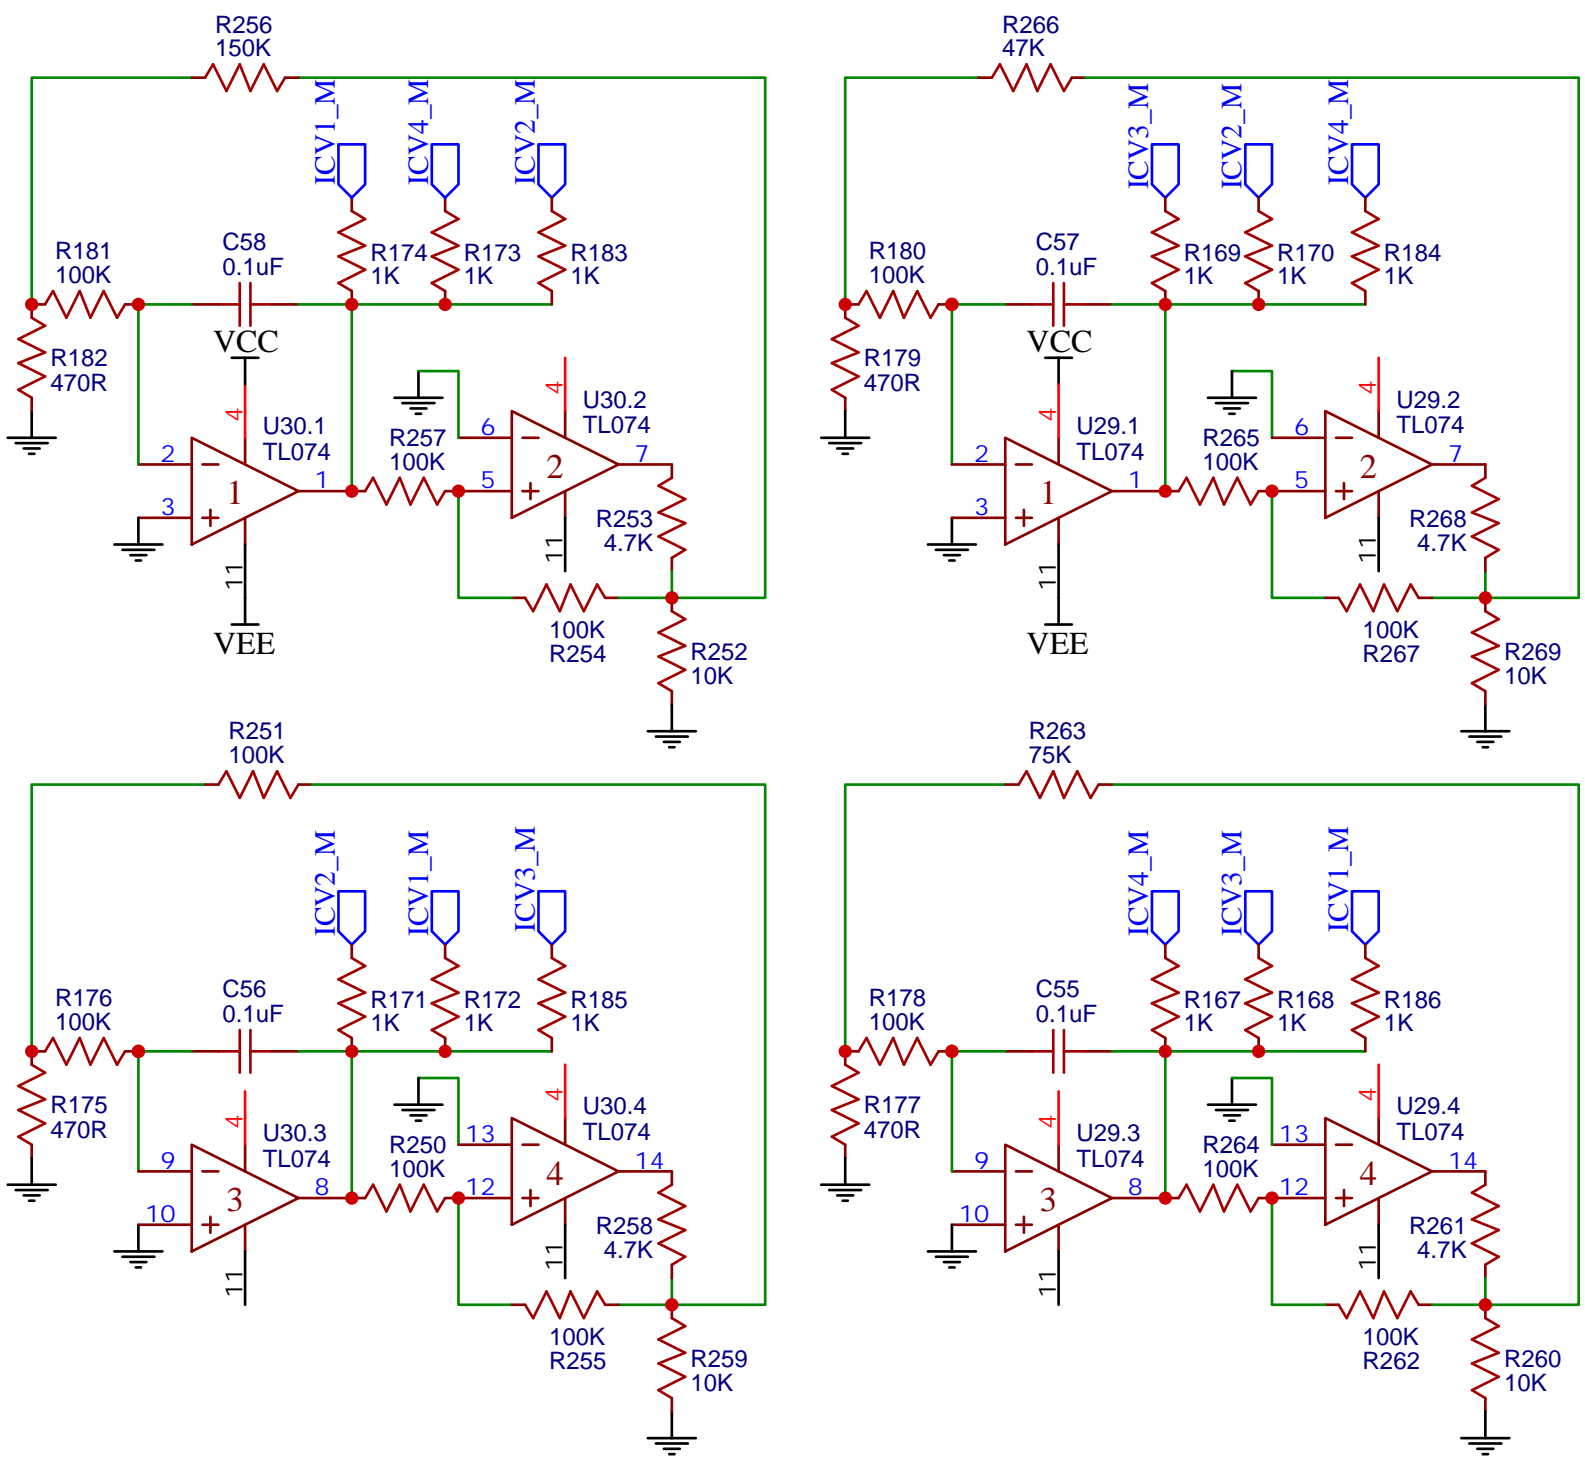 R256
150K
ICV1_M
ICV4_M
ICV2_M
R181
100K
C58
0.1uF
R174
1K
R173
1K
R183
1K
R182
470R
VCC
4
U30.1
TL074
2
3
1
1
11
VEE
R257
100K
4
U30.2
TL074
6
5
2
7
11
R253
4.7K
100K
R254
R252
10K
R266
47K
ICV3_M
ICV2_M
ICV4_M
R180
100K
C57
0.1uF
R169
1K
R170
1K
R184
1K
R179
470R
VCC
4
U29.1
TL074
2
3
1
1
11
VEE
R265
100K
4
U29.2
TL074
6
5
2
7
11
R268
4.7K
100K
R267
R269
10K
R251
100K
ICV2_M
ICV1_M
ICV3_M
R176
100K
C56
0.1uF
R171
1K
R172
1K
R185
1K
R175
470R
4
U30.3
TL074
9
10
3
8
11
R250
100K
4
U30.4
TL074
13
12
4
14
11
R258
4.7K
100K
R255
R259
10K
R263
75K
ICV4_M
ICV3_M
ICV1_M
R178
100K
C55
0.1uF
R167
1K
R168
1K
R186
1K
R177
470R
4
U29.3
TL074
9
10
3
8
11
R264
100K
4
U29.4
TL074
13
12
4
14
11
R261
4.7K
100K
R262
R260
10K